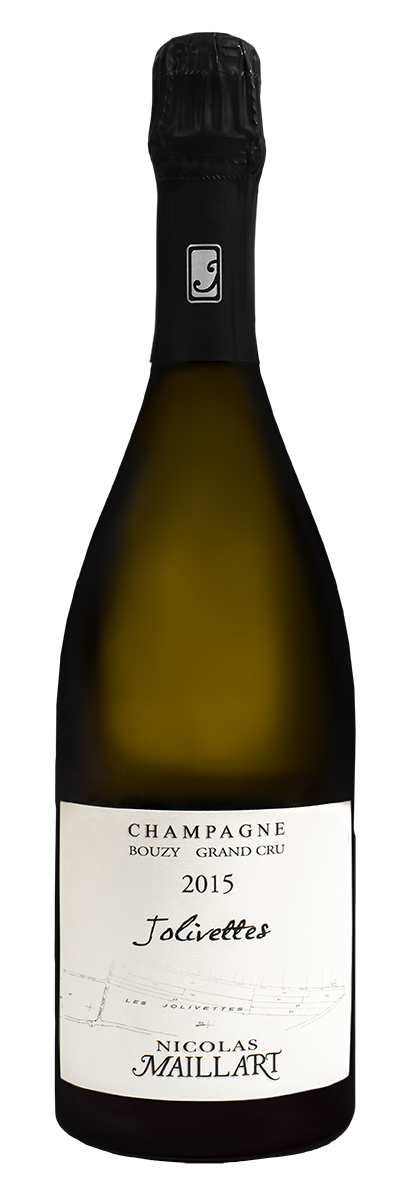 J
CHAMPAGNE
BOUZY GRAND CRU
2015
Jolivettes
LES JOLIVETTES
NICOLAS
MAILLART